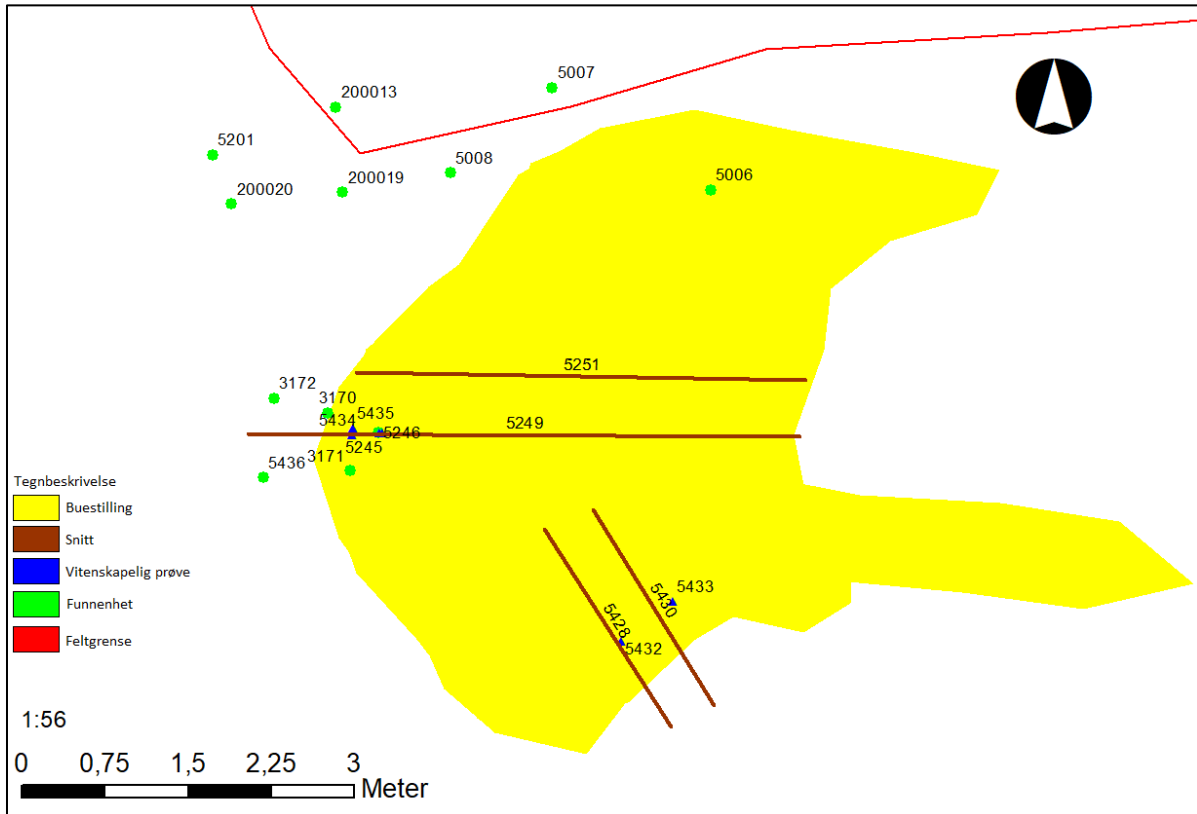 5007
200013
5201
5008
200020
200019
5006
5251
3172
3170
5434
5435
5249
5246
5245
3171
5436
5433
5430
5428
5432
Tegnbeskrivelse
Buestilling
Snitt
Vitenskapelig prøve
Funnenhet
Feltgrense
1:56
0 0,75 1,5 2,25 3
Meter